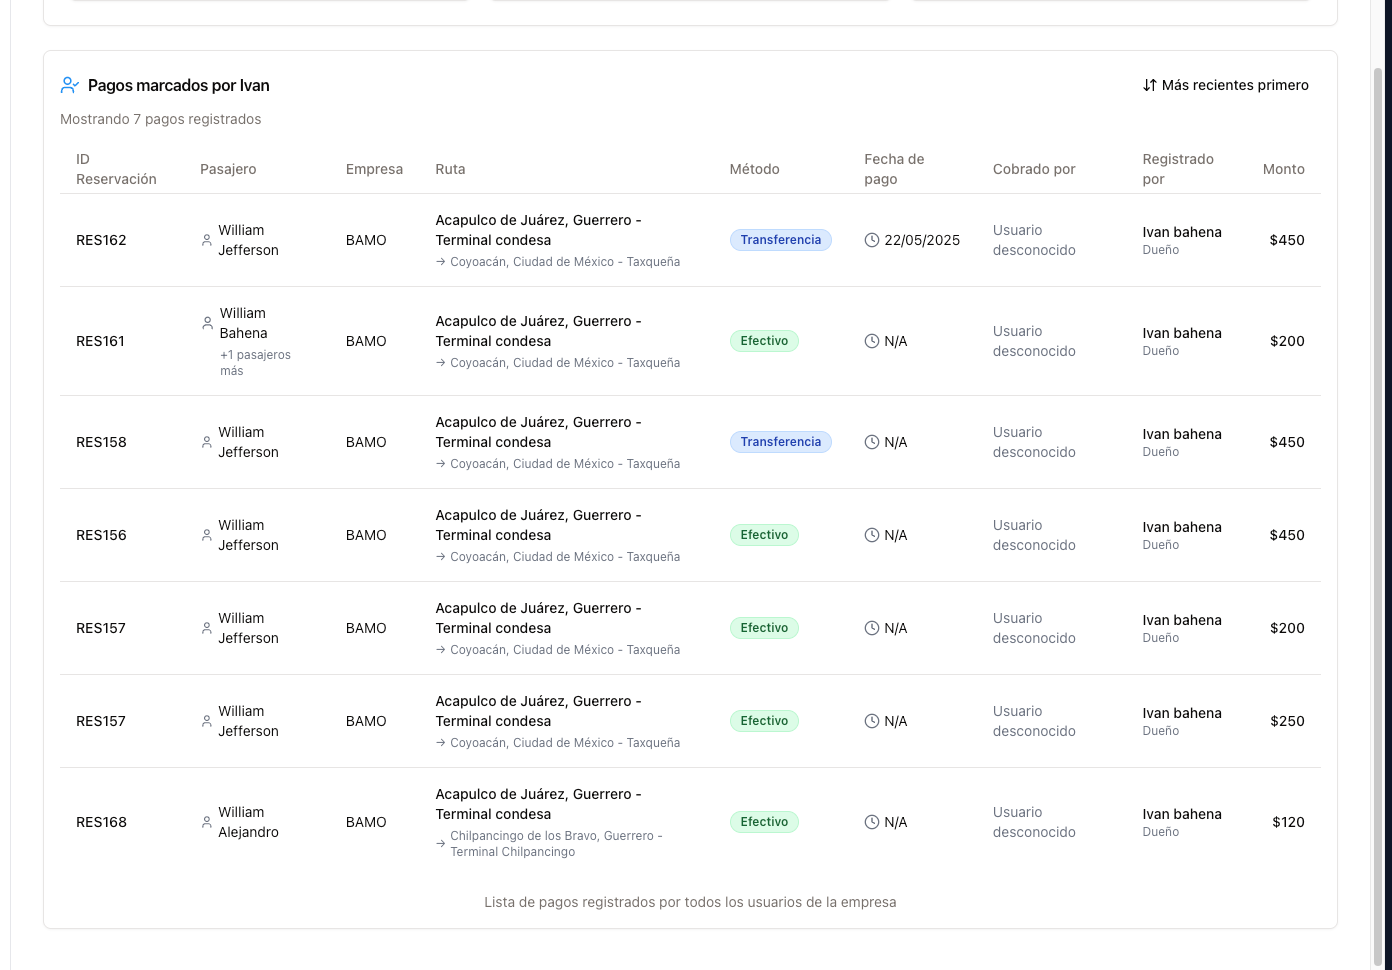 Pagos marcados por Ivan
Más recientes primero
Mostrando 7 pagos registrados
ID Reservación Pasajero Empresa Ruta Método Fecha de pago Cobrado por Registrado por Monto
RES162
William
Jefferson
BAMO
Acapulco de Juárez, Guerrero -
Terminal condesa
→ Coyoacán, Ciudad de México - Taxqueña
Transferencia
22/05/2025
Usuario
desconocido
Ivan bahena
Dueño
$450
RES161
William
Bahena
+1 pasajeros
más
BAMO
Acapulco de Juárez, Guerrero -
Terminal condesa
→ Coyoacán, Ciudad de México - Taxqueña
Efectivo
N/A
Usuario
desconocido
Ivan bahena
Dueño
$200
RES158
William
Jefferson
BAMO
Acapulco de Juárez, Guerrero -
Terminal condesa
→ Coyoacán, Ciudad de México - Taxqueña
Transferencia
N/A
Usuario
desconocido
Ivan bahena
Dueño
$450
RES156
William
Jefferson
BAMO
Acapulco de Juárez, Guerrero -
Terminal condesa
→ Coyoacán, Ciudad de México - Taxqueña
Efectivo
N/A
Usuario
desconocido
Ivan bahena
Dueño
$450
RES157
William
Jefferson
BAMO
Acapulco de Juárez, Guerrero -
Terminal condesa
→ Coyoacán, Ciudad de México - Taxqueña
Efectivo
N/A
Usuario
desconocido
Ivan bahena
Dueño
$200
RES157
William
Jefferson
BAMO
Acapulco de Juárez, Guerrero -
Terminal condesa
→ Coyoacán, Ciudad de México - Taxqueña
Efectivo
N/A
Usuario
desconocido
Ivan bahena
Dueño
$250
RES168
William
Alejandro
BAMO
Acapulco de Juárez, Guerrero -
Terminal condesa
→ Chilpancingo de los Bravo, Guerrero -
Terminal Chilpancingo
Efectivo
N/A
Usuario
desconocido
Ivan bahena
Dueño
$120
Lista de pagos registrados por todos los usuarios de la empresa